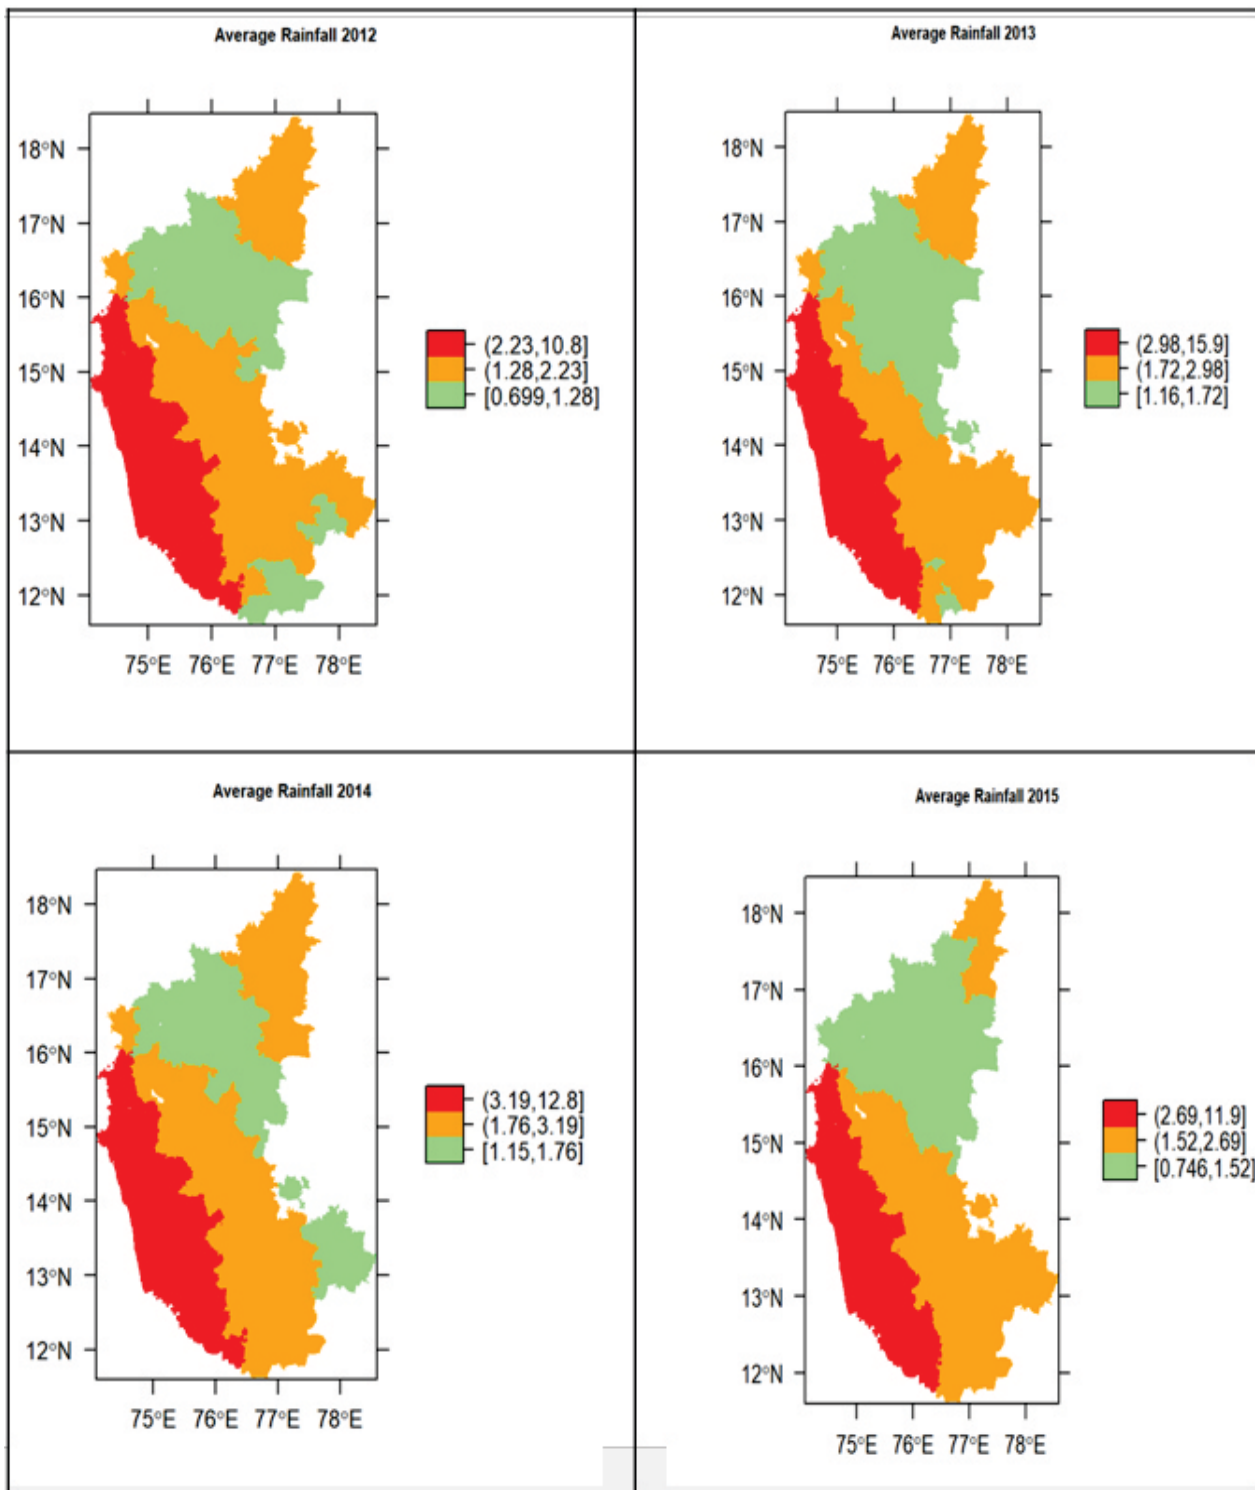 Average Rainfall 2012
18°N
17°N
16°N
15°N
14°N
13°N
12°N
75°E 76°E 77°E 78°E
(2.23,10.8]
(1.28,2.23]
[0.699,1.28]
Average Rainfall 2013
18°N
17°N
16°N
15°N
14°N
13°N
12°N
75°E 76°E 77°E 78°E
(2.98,15.9]
(1.72,2.98]
[1.16,1.72]
Average Rainfall 2014
18°N
17°N
16°N
15°N
14°N
13°N
12°N
75°E 76°E 77°E 78°E
(3.19,12.8]
(1.76,3.19]
[1.15,1.76]
Average Rainfall 2015
18°N
17°N
16°N
15°N
14°N
13°N
12°N
75°E 76°E 77°E 78°E
(2.69,11.9]
(1.52,2.69]
[0.746,1.52]